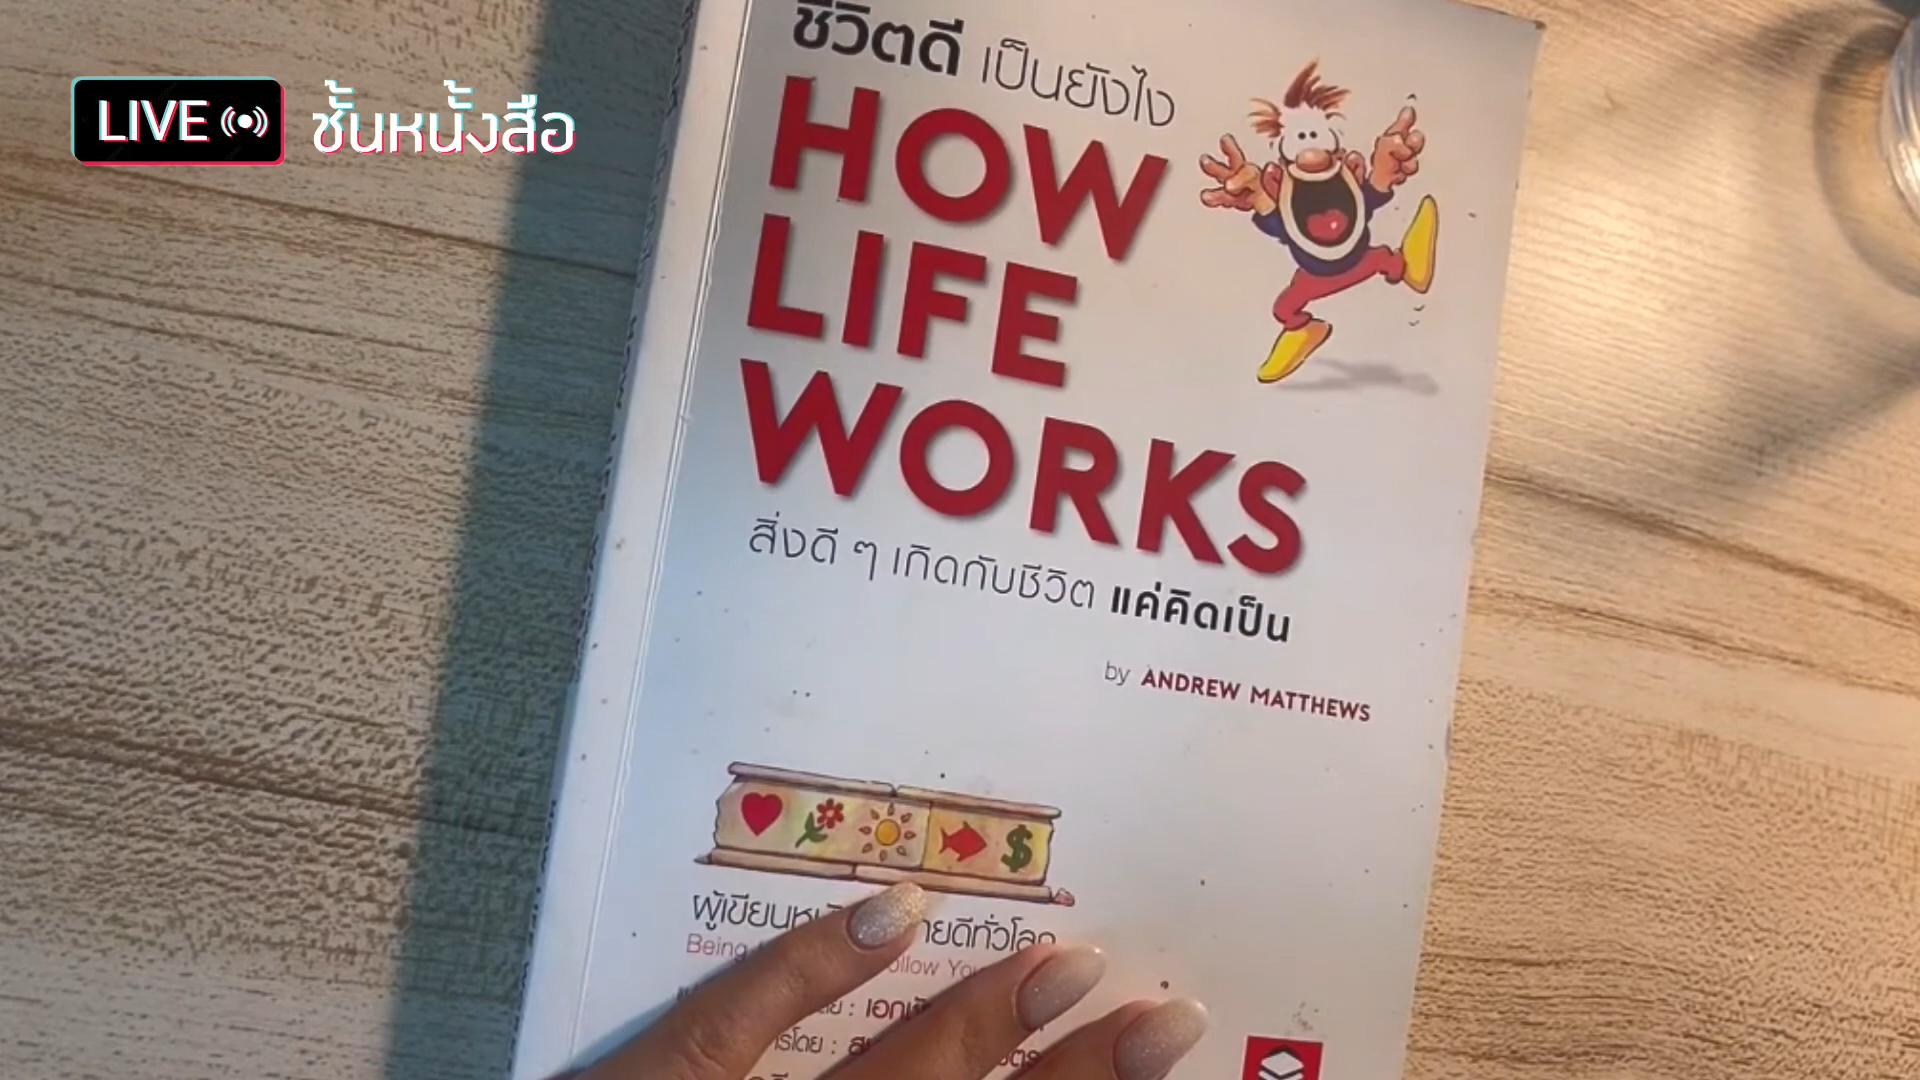 LIVE ชั้นหนั้งสือ
ชีวิตดี เป็นยังไง
HOW
LIFE
WORKS
สิ่งดี ๆ เกิดกับชีวิต แค่คิดเป็น
by ANDREW MATTHEWS
$
ผู้เขียน ดีทั่วโลก
Being